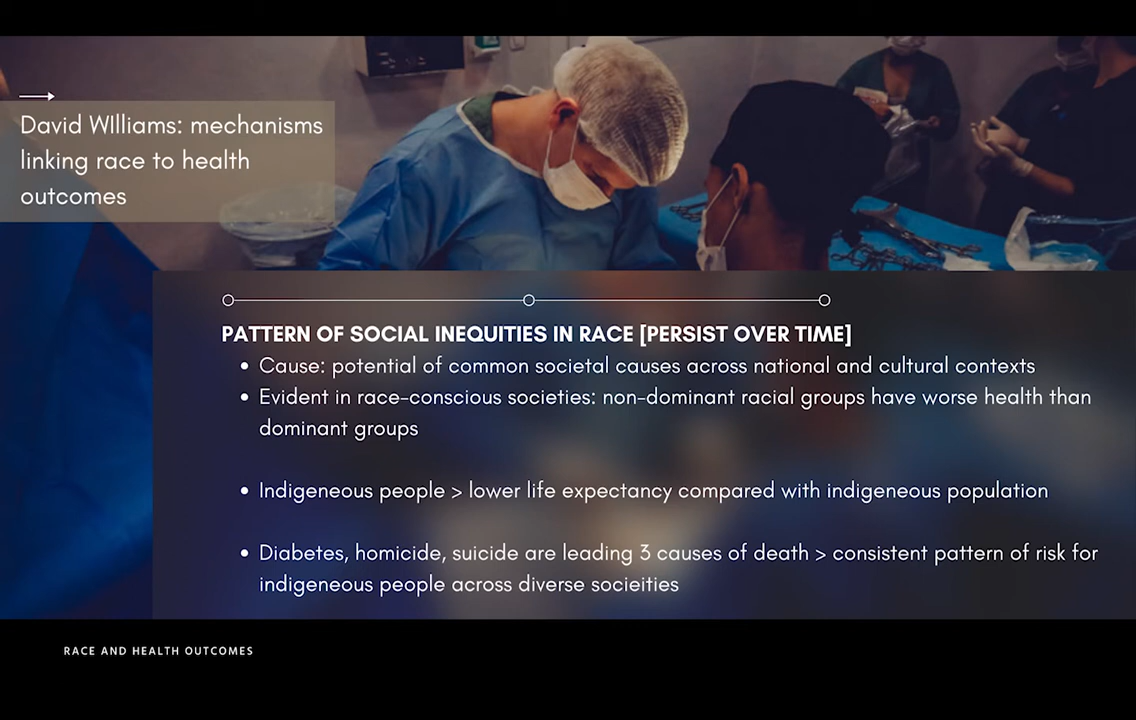 David WIlliams: mechanisms
linking race to health
outcomes
PATTERN OF SOCIAL INEQUITIES IN RACE [PERSIST OVER TIME]
• Cause: potential of common societal causes across national and cultural contexts
• Evident in race-conscious societies: non-dominant racial groups have worse health than
dominant groups
• Indigeneous people > lower life expectancy compared with indigeneous population
• Diabetes, homicide, suicide are leading 3 causes of death > consistent pattern of risk for
indigeneous people across diverse socieities
RACE AND HEALTH OUTCOMES